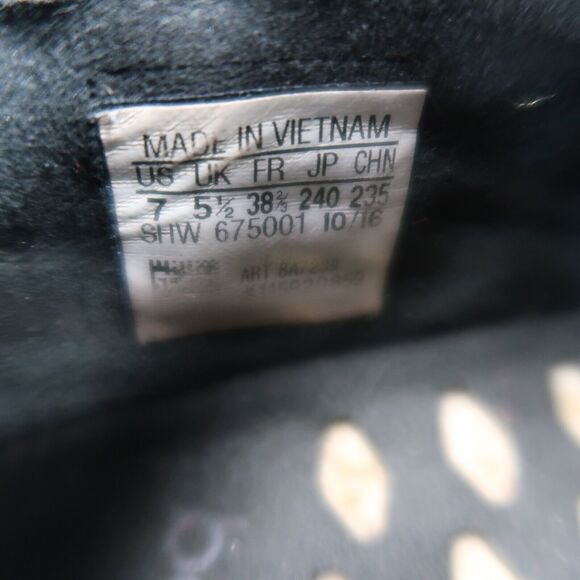 MADE IN VIETNAM
US UK FR JP CHN
7 5½ 38⅔ 240 235
SHW 675001 10/16
ART